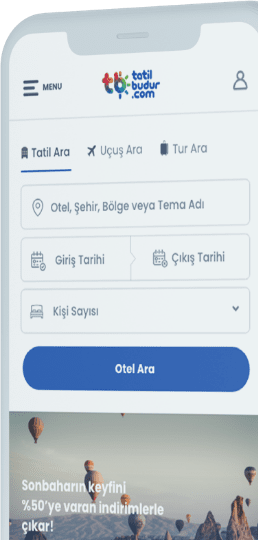 MENU
tb tatil
budur
.com
Tatil Ara Uçuş Ara Tur Ara
Otel, Şehir, Bölge veya Tema Adı
Giriş Tarihi Çıkış Tarihi
Kişi Sayısı
Otel Ara
Sonbaharın keyfini
%50'ye varan indirimlerle
çıkar!